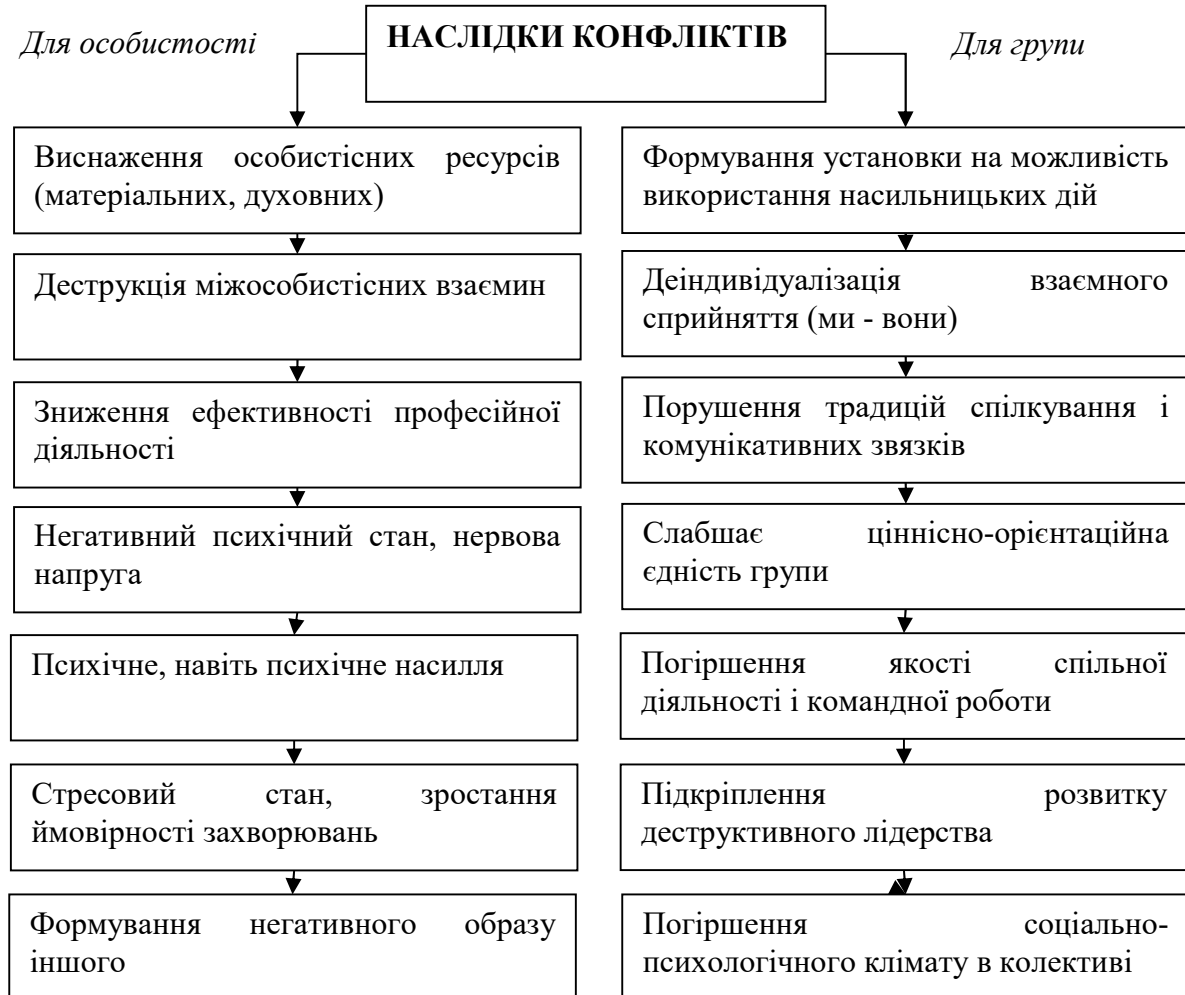 Для особистості
НАСЛІДКИ КОНФЛІКТІВ
Для групи
Виснаження особистісних ресурсів
(матеріальних, духовних)
Деструкція міжособистісних взаємин
Зниження ефективності професійної
діяльності
Негативний психічний стан, нервова
напруга
Психічне, навіть психічне насилля
Стресовий стан, зростання
ймовірності захворювань
Формування негативного образу
іншого
Формування установки на можливість
використання насильницьких дій
Деіндивідуалізація взаємного
сприйняття (ми - вони)
Порушення традицій спілкування і
комунікативних звязків
Слабшає ціннісно-орієнтаційна
єдність групи
Погіршення якості спільної
діяльності і командної роботи
Підкріплення розвитку
деструктивного лідерства
Погіршення соціально-
психологічного клімату в колективі